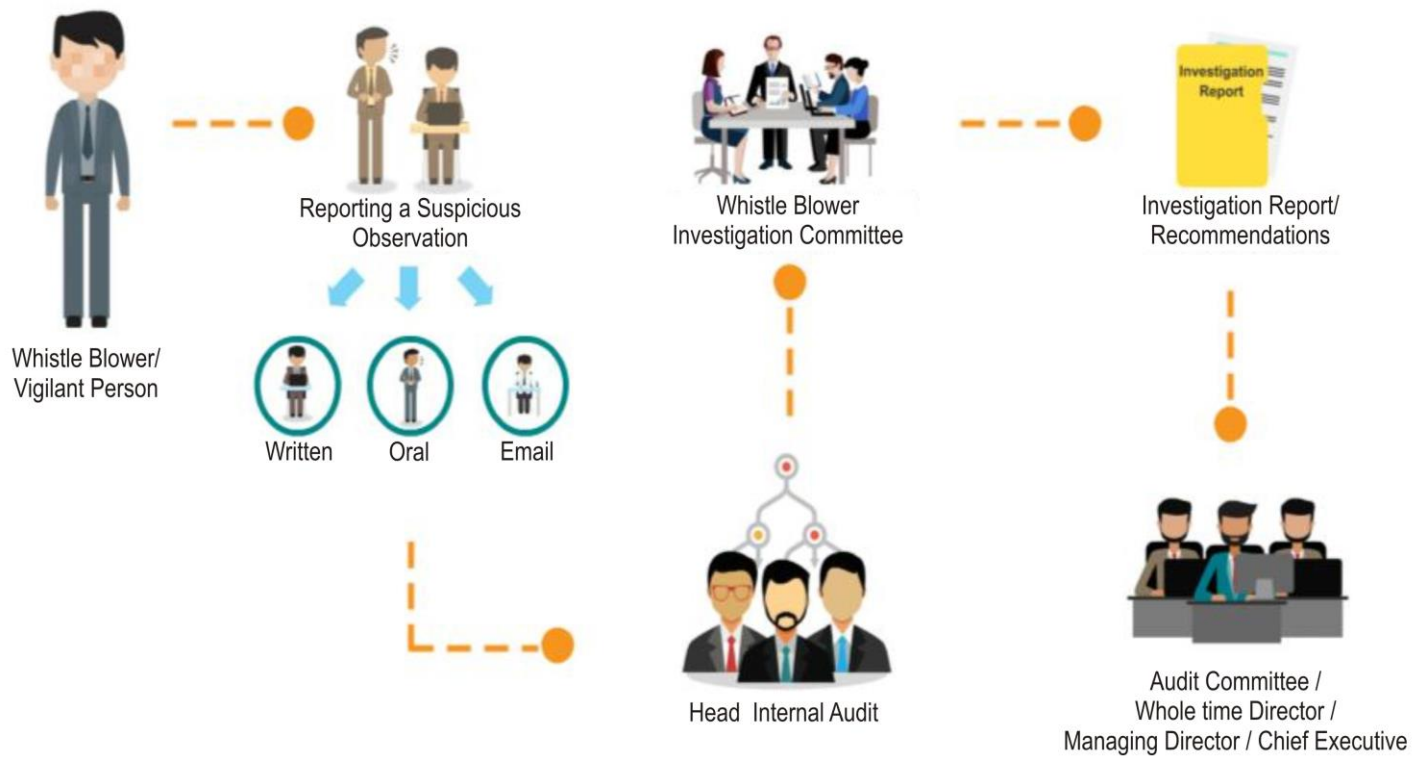 Whistle Blower/
Vigilant Person
Reporting a Suspicious
Observation
Written
Oral
Email
Head Internal Audit
Whistle Blower
Investigation Committee
Investigation
Report
Investigation Report/
Recommendations
Audit Committee /
Whole time Director /
Managing Director / Chief Executive